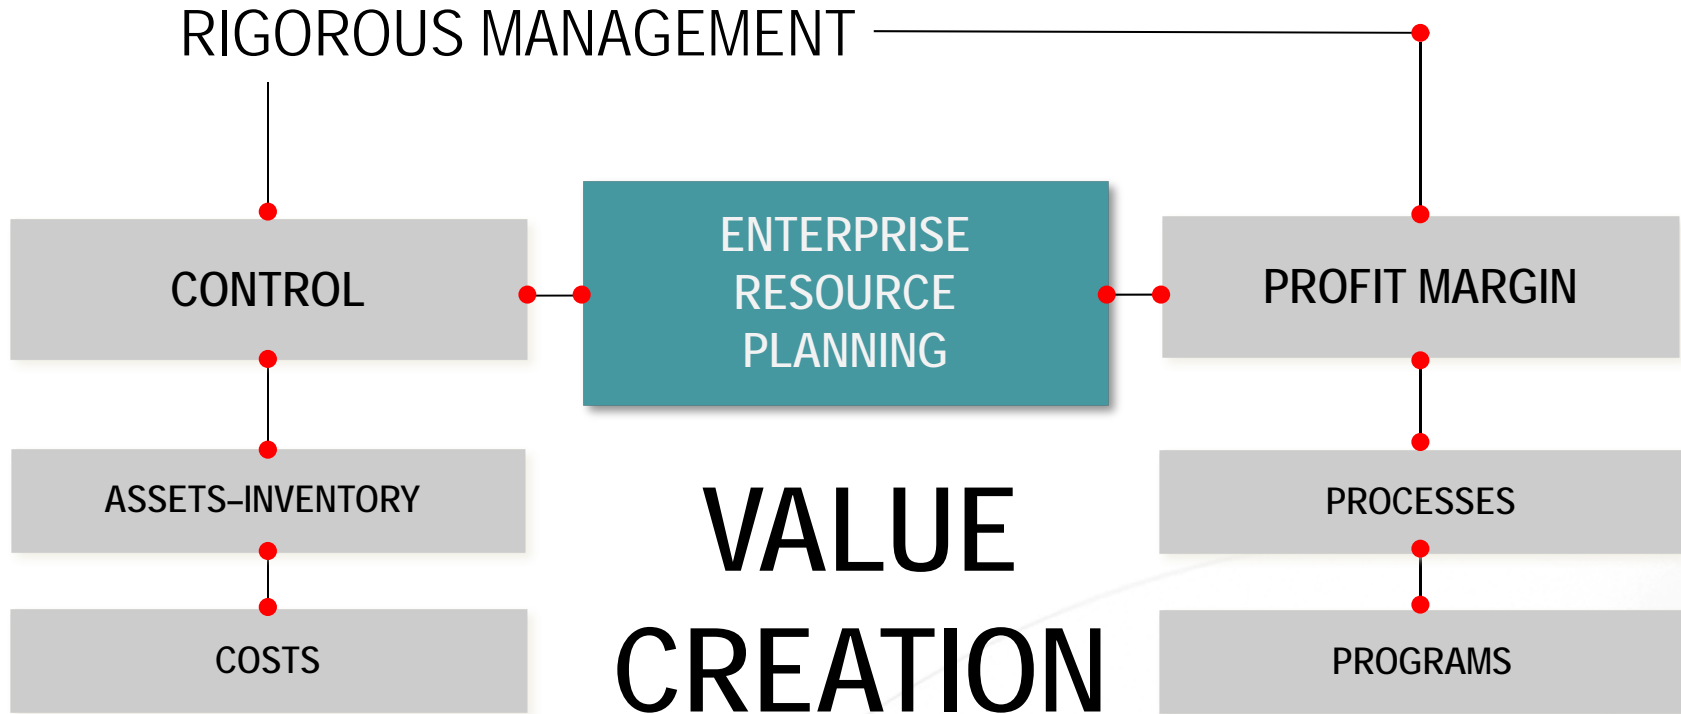 RIGOROUS MANAGEMENT
CONTROL
ENTERPRISE
RESOURCE
PLANNING
PROFIT MARGIN
ASSETS–INVENTORY
PROCESSES
VALUE
CREATION
COSTS
PROGRAMS